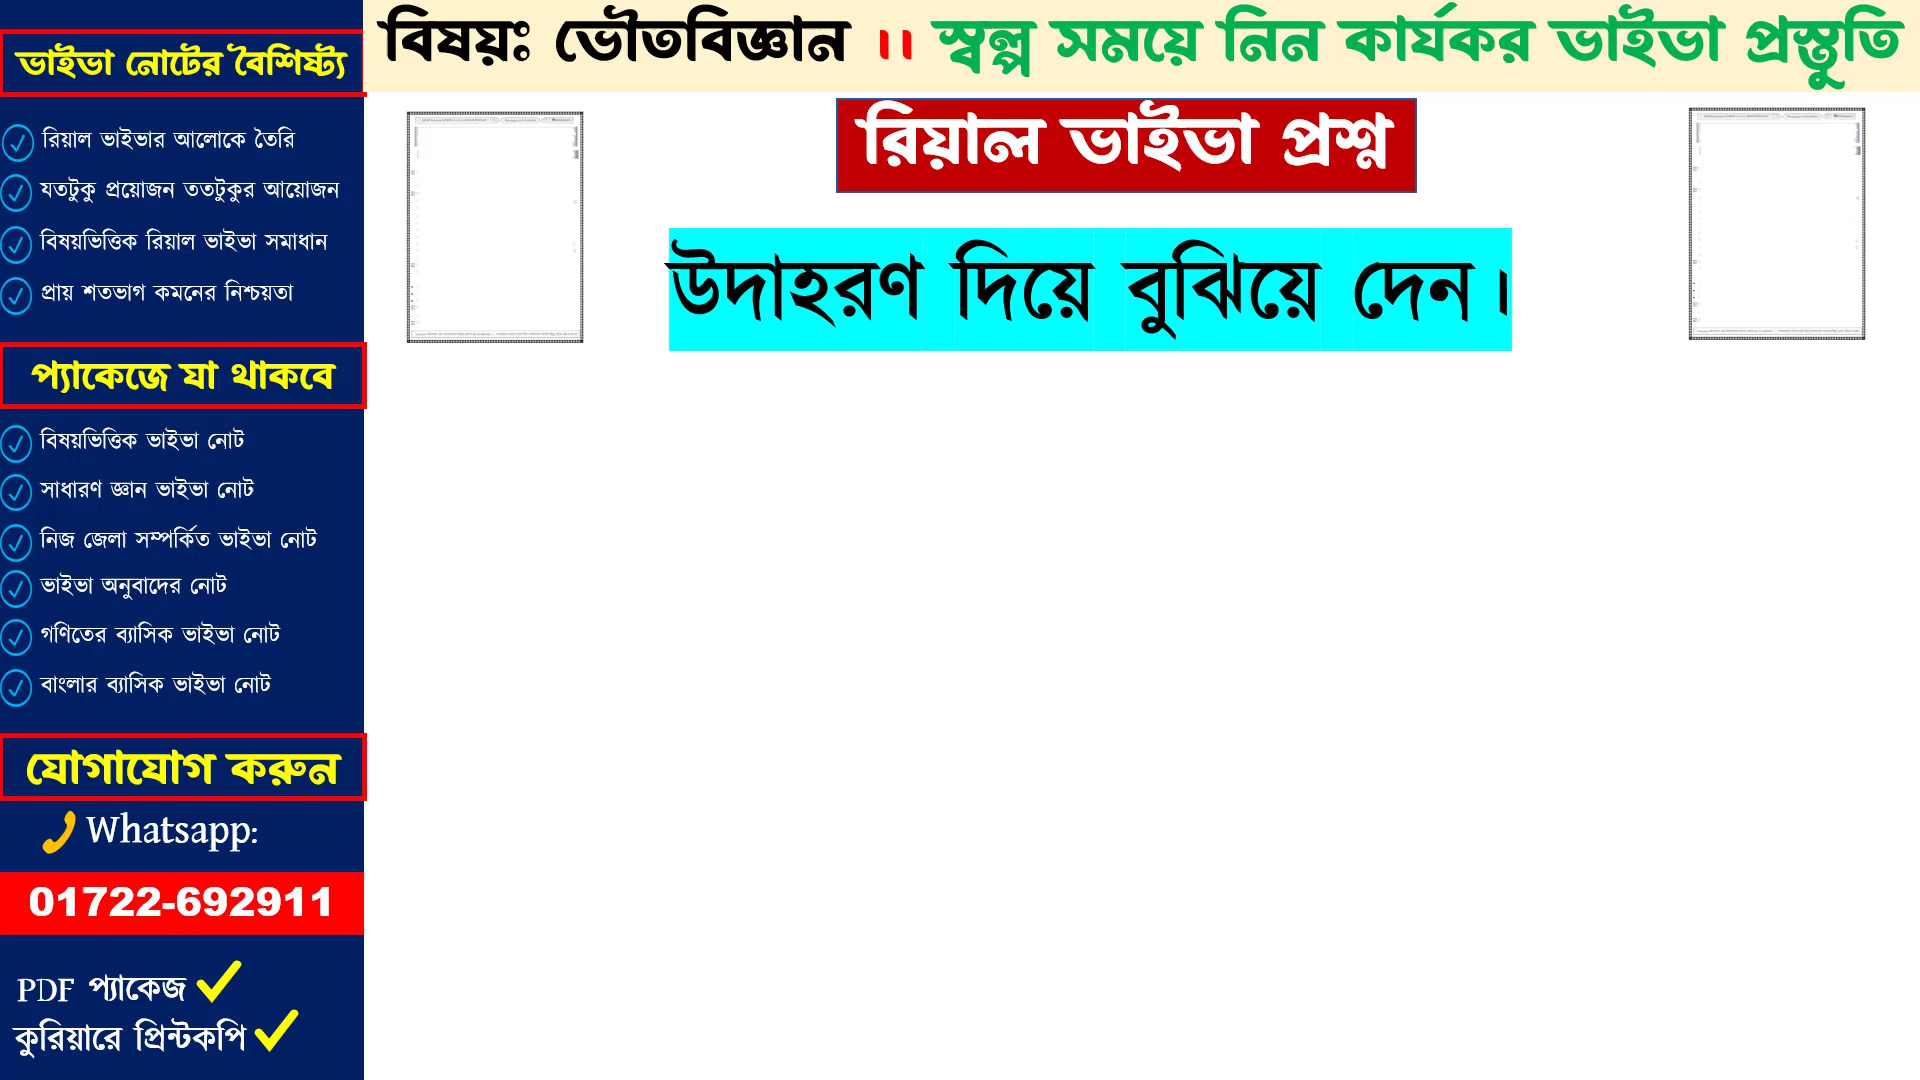 বিষয়ঃ ভৌতবিজ্ঞান ।। স্বল্প সময়ে নিন কার্যকর ভাইভা প্রস্তুতি
ভাইভা নোটের বৈশিষ্ট্য
রিয়াল ভাইভার আলোকে তৈরি
যতটুকু প্রয়োজন ততটুকুর আয়োজন
বিষয়ভিত্তিক রিয়াল ভাইভা সমাধান
প্রায় শতভাগ কমনের নিশ্চয়তা
প্যাকেজে যা থাকবে
বিষয়ভিত্তিক ভাইভা নোট
সাধারণ জ্ঞান ভাইভা নোট
নিজ জেলা সম্পর্কিত ভাইভা নোট
ভাইভা অনুবাদের নোট
গণিতের ব্যাসিক ভাইভা নোট
বাংলার ব্যাসিক ভাইভা নোট
যোগাযোগ করুন
Whatsapp:
01722-692911
PDF প্যাকেজ
কুরিয়ারে প্রিন্টকপি
রিয়াল ভাইভা প্রশ্ন
উদাহরণ দিয়ে বুঝিয়ে দেন।